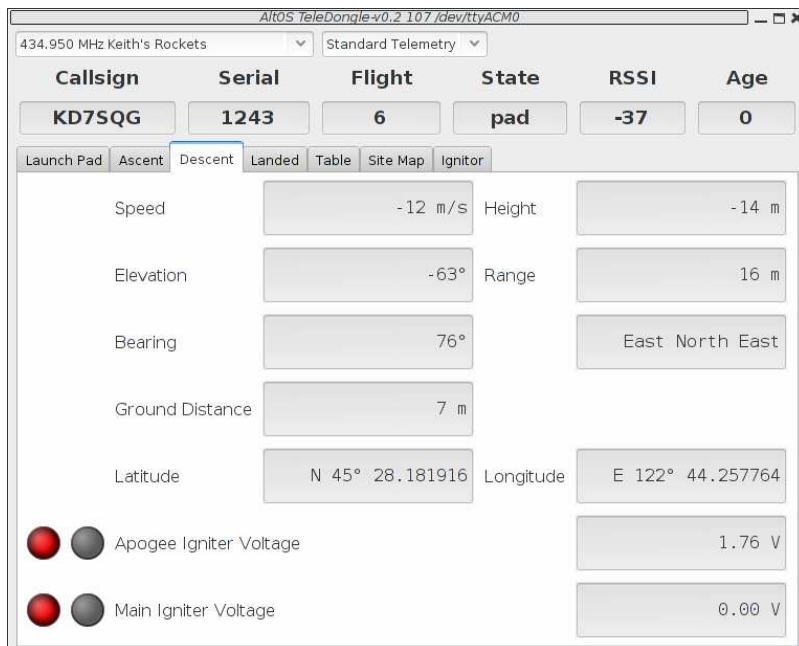 AltOS TeleDongle-v0.2 107 /dev/ttyACM0
434.950 MHz Keith's Rockets Standard Telemetry
Callsign Serial Flight State RSSI Age
KD7SQG 1243 6 pad -37 0
Launch Pad Ascent Descent Landed Table Site Map Ignitor
Speed -12 m/s Height -14 m
Elevation -63° Range 16 m
Bearing 76° East North East
Ground Distance 7 m
Latitude N 45° 28.181916 Longitude E 122° 44.257764
Apogee Igniter Voltage 1.76 V
Main Igniter Voltage 0.00 V